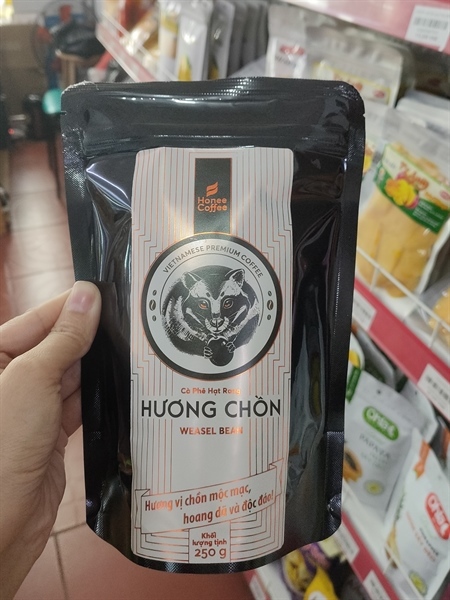 Honee
Coffee
VIETNAMESE PREMIUM COFFEE
Cà Phê Hạt Rang
HƯƠNG CHỒN
WEASEL BEAN
Hương vị chồn mộc mạc,
hoang dã và độc đáo!
Khối
lượng tịnh
250 g